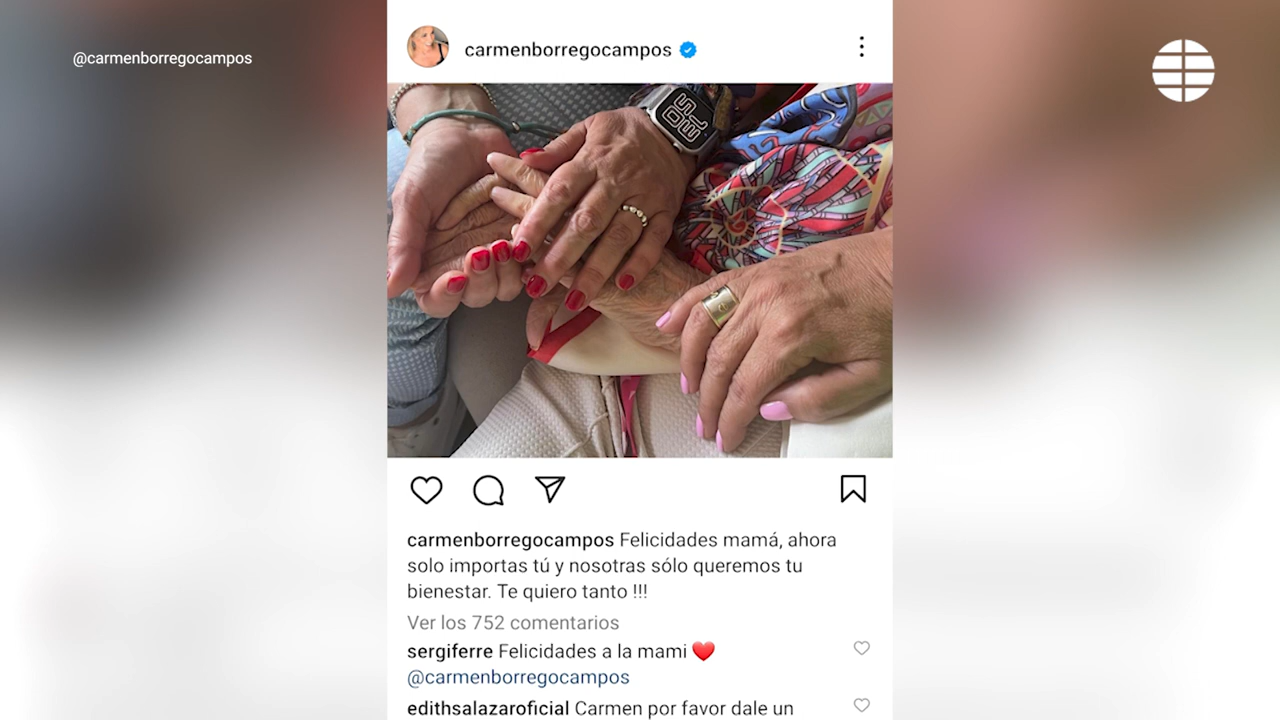 @carmenborregocampos
carmenborregocampos
carmenborregocampos Felicidades mamá, ahora
solo importas tú y nosotras sólo queremos tu
bienestar. Te quiero tanto !!!
Ver los 752 comentarios
sergiferre Felicidades a la mami ❤️
@carmenborregocampos
edithsalazaroficial Carmen por favor dale un